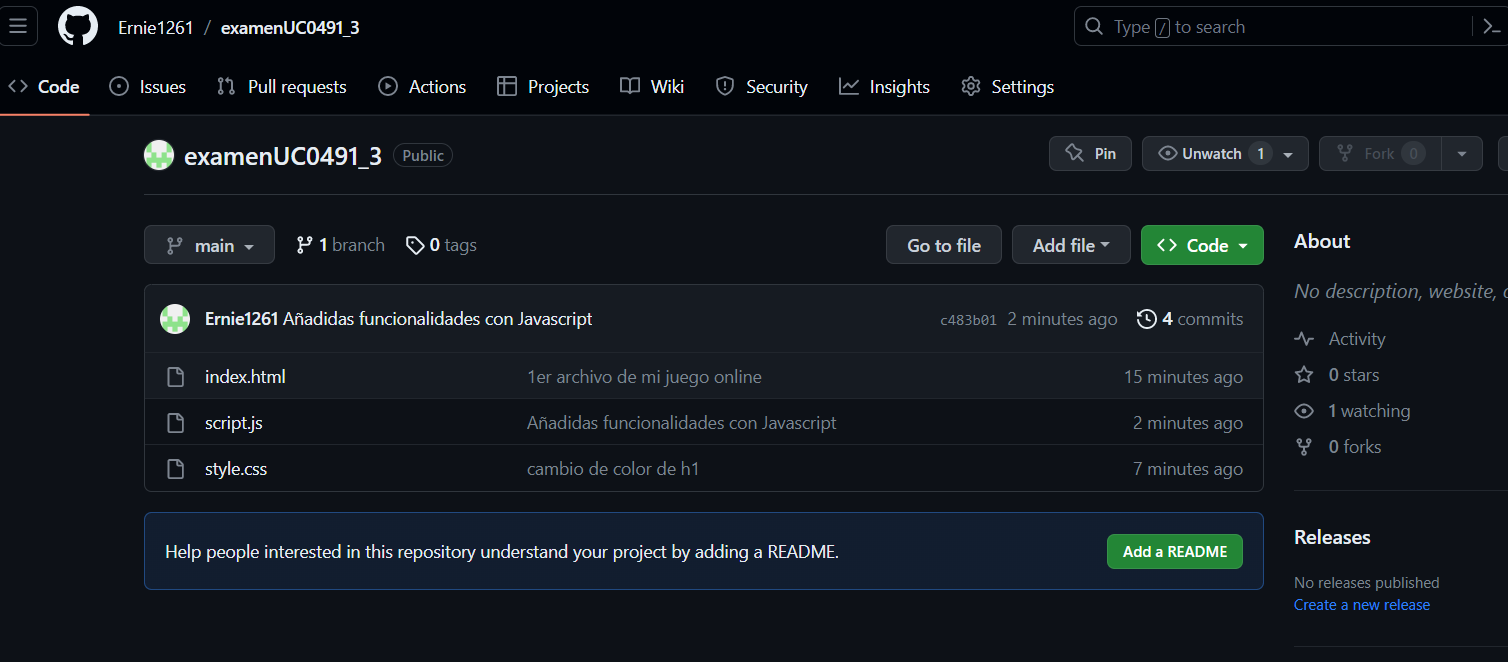 Ernie1261 / examenUC0491_3
Type / to search
Code Issues Pull requests Actions Projects Wiki Security Insights Settings
examenUC0491_3 Public
Pin Unwatch 1 Fork 0
main 1 branch 0 tags Go to file Add file Code
About
No description, website,
Ernie1261 Añadidas funcionalidades con Javascript c483b01 2 minutes ago 4 commits
Activity
index.html 1er archivo de mi juego online 15 minutes ago
0 stars
script.js Añadidas funcionalidades con Javascript 2 minutes ago
1 watching
0 forks
style.css cambio de color de h1 7 minutes ago
Help people interested in this repository understand your project by adding a README. Add a README
Releases
No releases published
Create a new release